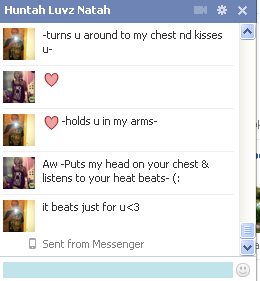 Huntah Luvz Natah
-turns u around to my chest nd kisses
u-
-holds u in my arms-
Aw -Puts my head on your chest &
listens to your heat beats- (:
it beats just for u<3
Sent from Messenger